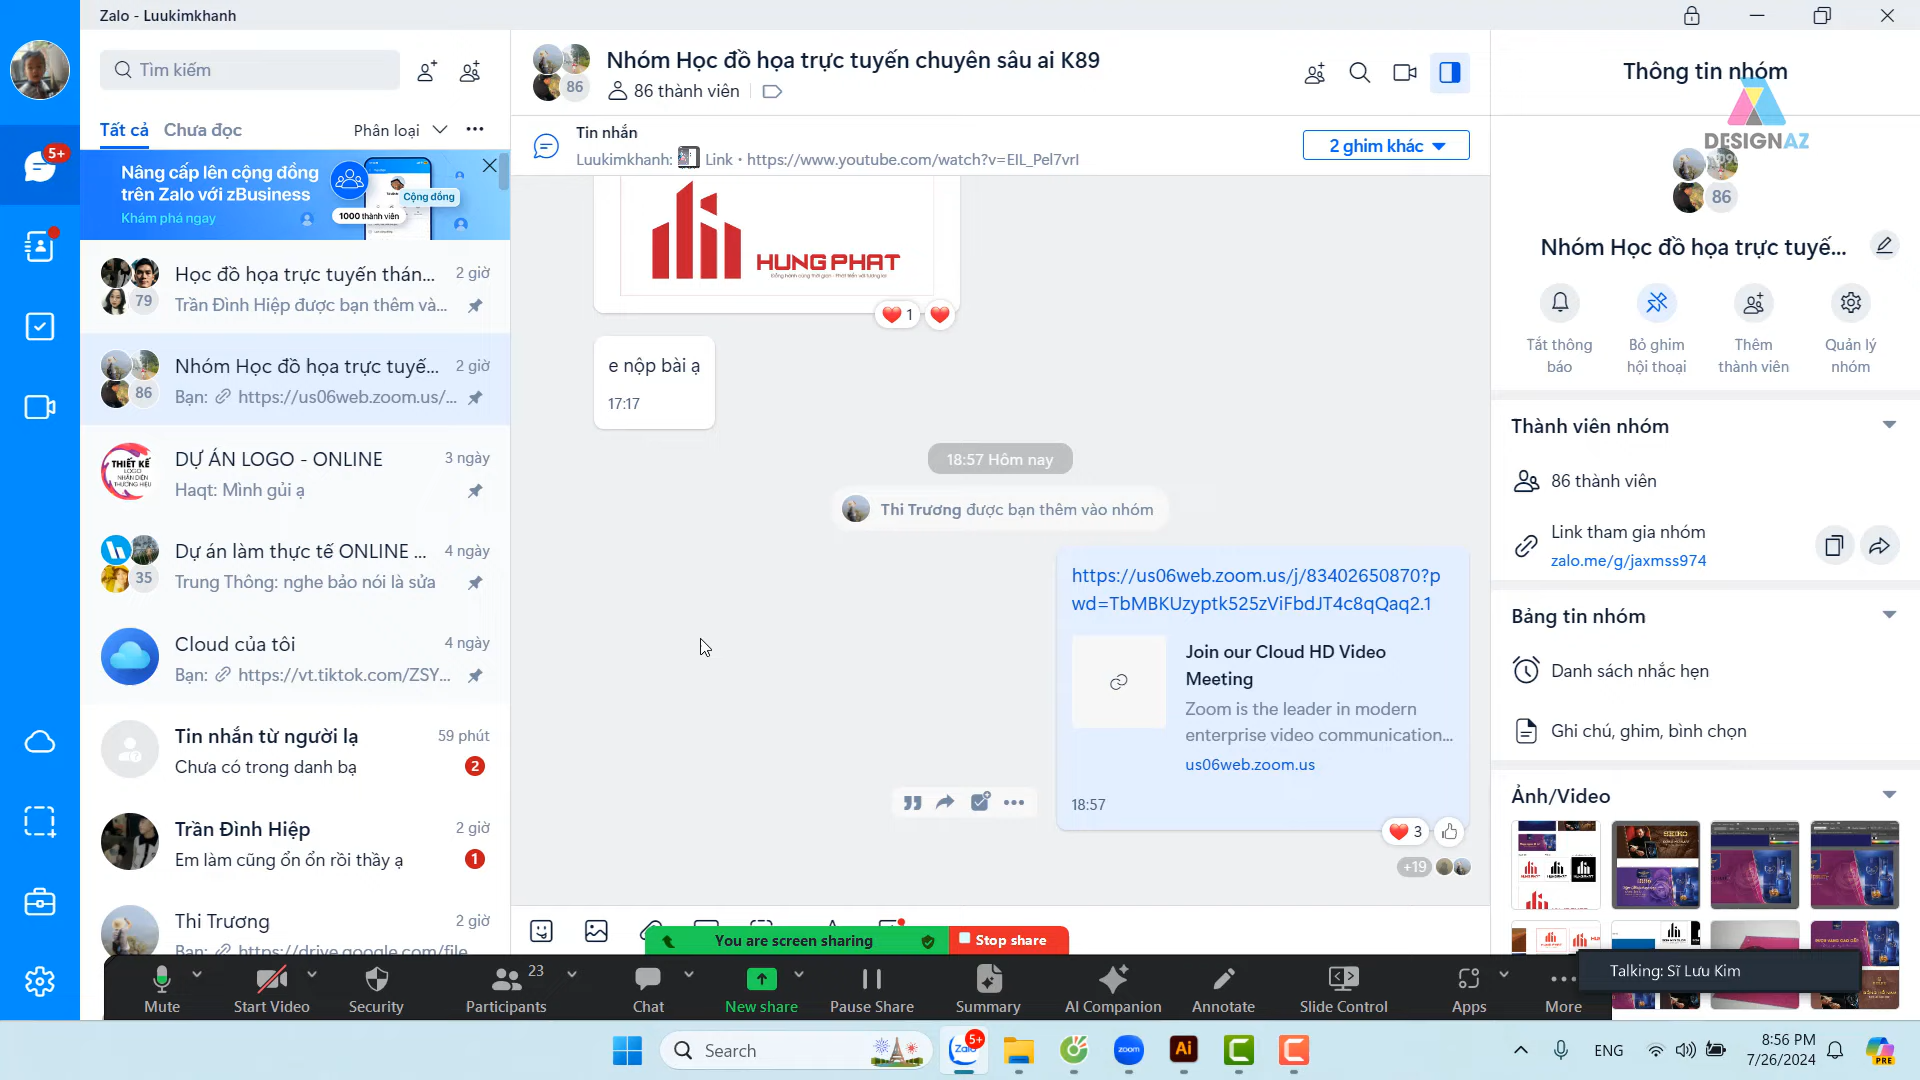 Zalo - Luukimkhanh
Tìm kiếm
Tất cả
Chưa đọc
Phân loại
5+
Nâng cấp lên cộng đồng
trên Zalo với zBusiness
Khám phá ngay
Cộng đồng
1000 thành viên
Học đồ họa trực tuyến thán...
2 giờ
79
Trần Đình Hiệp được bạn thêm và...
Nhóm Học đồ họa trực tuyế...
2 giờ
86
Bạn: https://us06web.zoom.us/...
THIẾT KẾ
LOGO
NHẬN DIỆN
THƯƠNG HIỆU
DỰ ÁN LOGO - ONLINE
3 ngày
Haqt: Mình gủi ạ
Dự án làm thực tế ONLINE ...
4 ngày
35
Trung Thông: nghe bảo nói là sửa
Cloud của tôi
4 ngày
Bạn: https://vt.tiktok.com/ZSY...
Tin nhắn từ người lạ
59 phút
Chưa có trong danh bạ
2
Trần Đình Hiệp
2 giờ
Em làm cũng ổn ổn rồi thầy ạ
1
Thi Trương
2 giờ
Bạn: https://drive.google.com/file
86
Nhóm Học đồ họa trực tuyến chuyên sâu ai K89
86 thành viên
Tin nhắn
Luukimkhanh: Link • https://www.youtube.com/watch?v=EIL_Pel7vrI
2 ghim khác
HUNG PHAT
1
e nộp bài ạ
17:17
18:57 Hôm nay
Thi Trương được bạn thêm vào nhóm
https://us06web.zoom.us/j/83402650870?p
wd=TbMBKUzyptk525zViFbdJT4c8qQaq2.1
Join our Cloud HD Video
Meeting
Zoom is the leader in modern
enterprise video communication...
us06web.zoom.us
18:57
3
+19
Thông tin nhóm
DESIGNAZ
86
Nhóm Học đồ họa trực tuyế...
Tắt thông
báo
Bỏ ghim
hội thoại
Thêm
thành viên
Quản lý
nhóm
Thành viên nhóm
86 thành viên
Link tham gia nhóm
zalo.me/g/jaxmss974
Bảng tin nhóm
Danh sách nhắc hẹn
Ghi chú, ghim, bình chọn
Ảnh/Video
SEIKO
You are screen sharing
Stop share
Talking: Sĩ Lưu Kim
Mute
Start Video
Security
Participants
23
Chat
New share
Pause Share
Summary
AI Companion
Annotate
Slide Control
Apps
More
Search
Zalo
5+
zoom
Ai
ENG
8:56 PM
7/26/2024
PRE